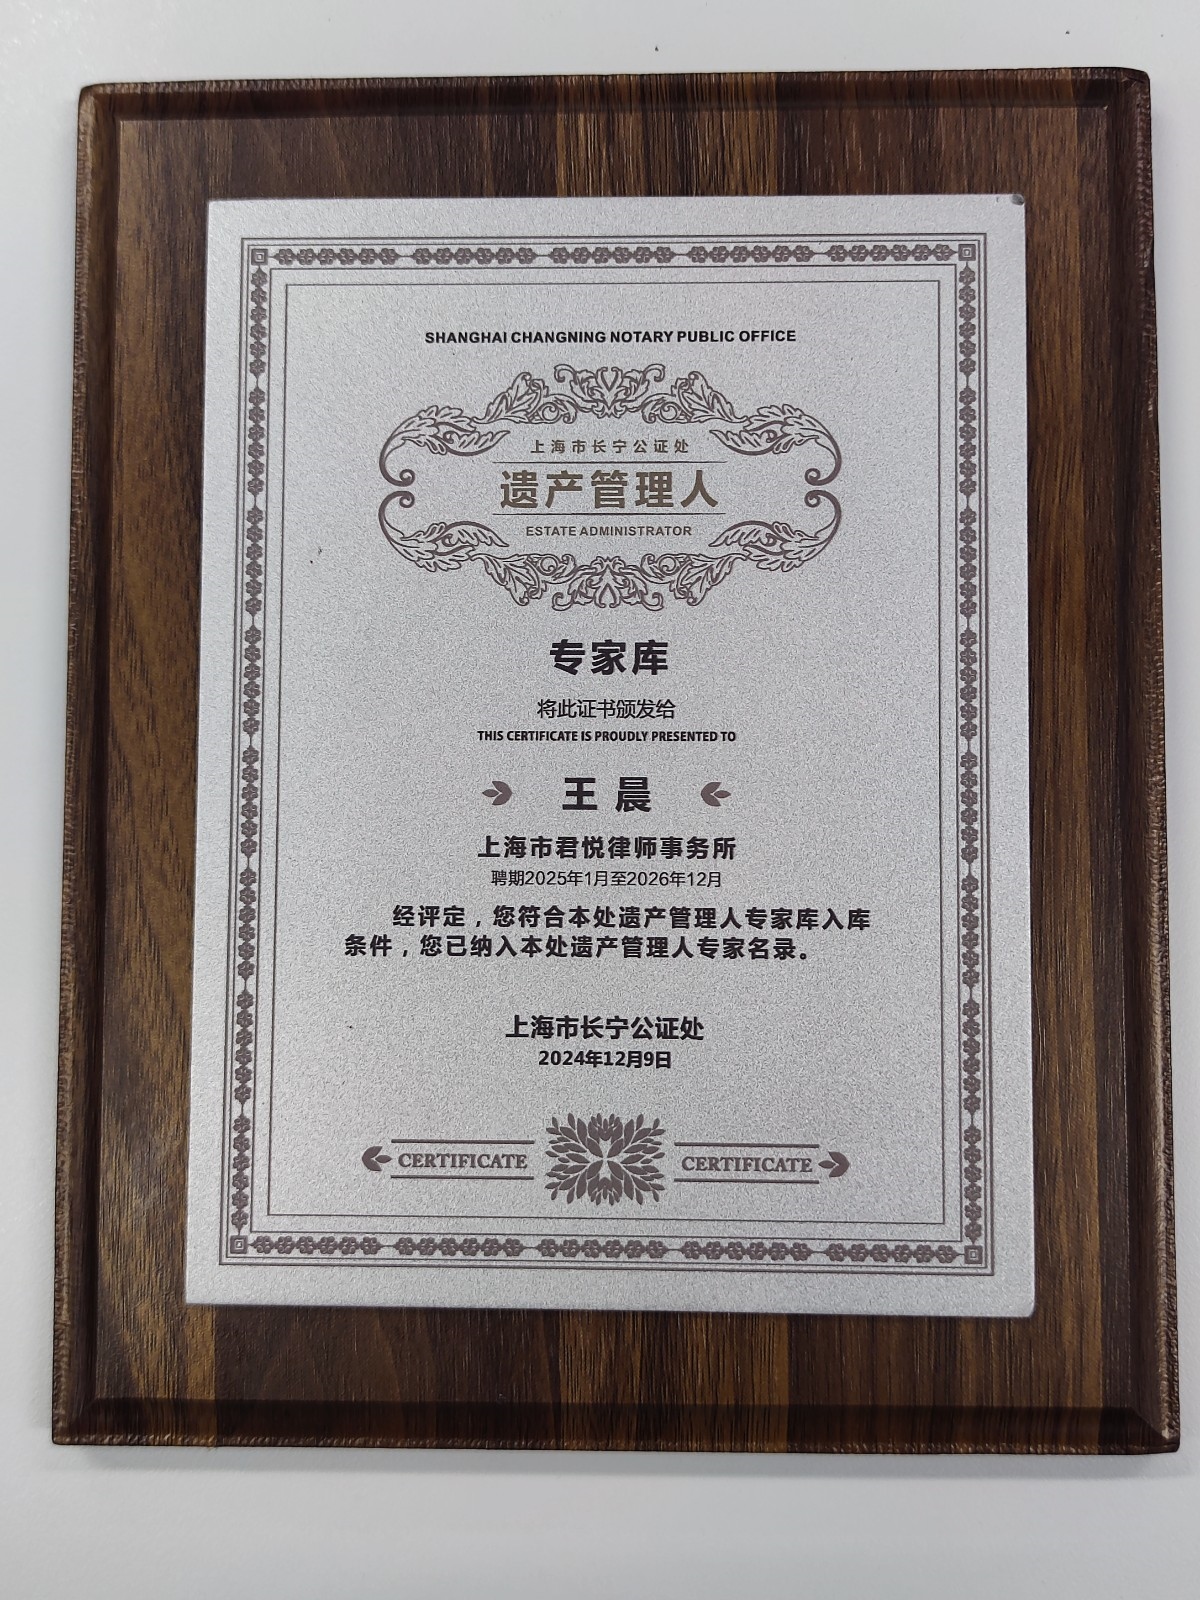 SHANGHAI CHANGNING NOTARY PUBLIC OFFICE
上海市长宁公证处
遗产管理人
ESTATE ADMINISTRATOR
专家库
将此证书颁发给
THIS CERTIFICATE IS PROUDLY PRESENTED TO
王晨
上海市君悦律师事务所
聘期2025年1月至2026年12月
经评定，您符合本处遗产管理人专家库入库
条件，您已纳入本处遗产管理人专家名录。
上海市长宁公证处
2024年12月9日
CERTIFICATE CERTIFICATE